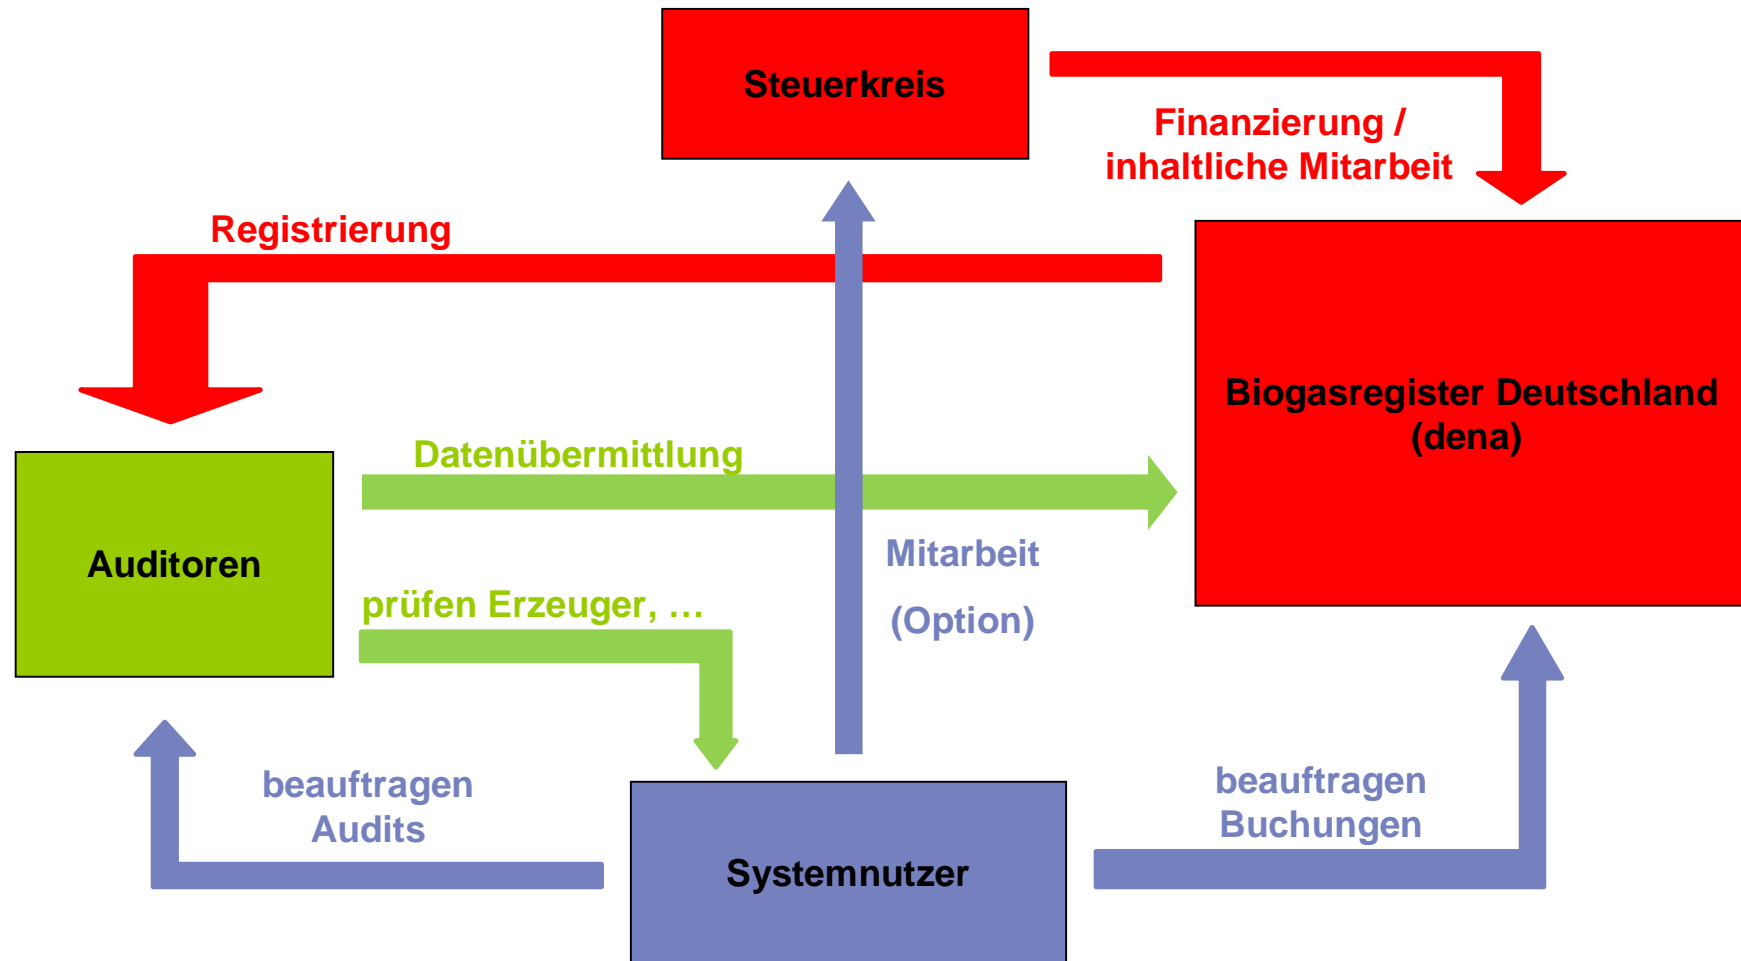 Steuerkreis
Finanzierung /
inhaltliche Mitarbeit
Registrierung
Biogasregister Deutschland
(dena)
Datenübermittlung
Auditoren
Mitarbeit
(Option)
prüfen Erzeuger, …
beauftragen
Audits
Systemnutzer
beauftragen
Buchungen